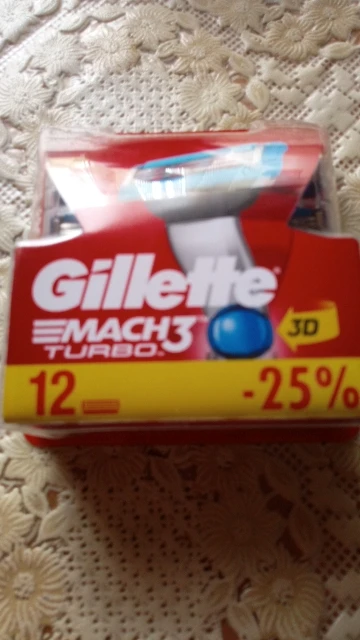 Gillette
MACH3
TURBO
3D
12 -25%